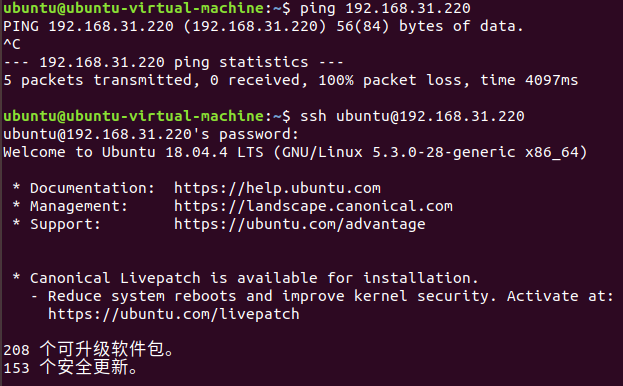 ubuntu@ubuntu-virtual-machine:~$ ping 192.168.31.220
PING 192.168.31.220 (192.168.31.220) 56(84) bytes of data.
^C
--- 192.168.31.220 ping statistics ---
5 packets transmitted, 0 received, 100% packet loss, time 4097ms
ubuntu@ubuntu-virtual-machine:~$ ssh ubuntu@192.168.31.220
ubuntu@192.168.31.220's password:
Welcome to Ubuntu 18.04.4 LTS (GNU/Linux 5.3.0-28-generic x86_64)
* Documentation:  https://help.ubuntu.com
* Management:     https://landscape.canonical.com
* Support:        https://ubuntu.com/advantage
* Canonical Livepatch is available for installation.
- Reduce system reboots and improve kernel security. Activate at:
https://ubuntu.com/livepatch
208 个可升级软件包。
153 个安全更新。